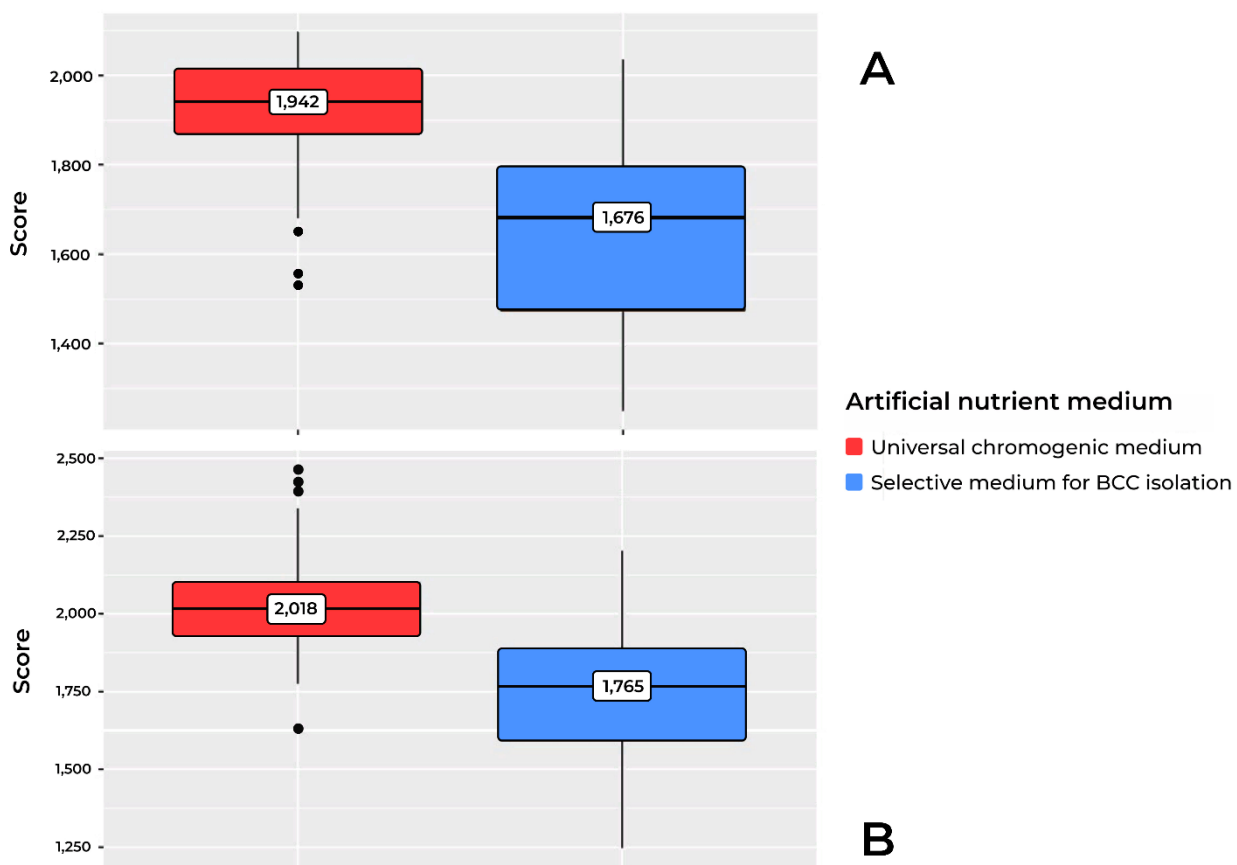 A
2,000
1,942
1,800
1,676
1,600
1,400
Score
Artificial nutrient medium
Universal chromogenic medium
Selective medium for BCC isolation
2,500
2,250
2,018
2,000
1,765
1,750
1,500
1,250
Score
B